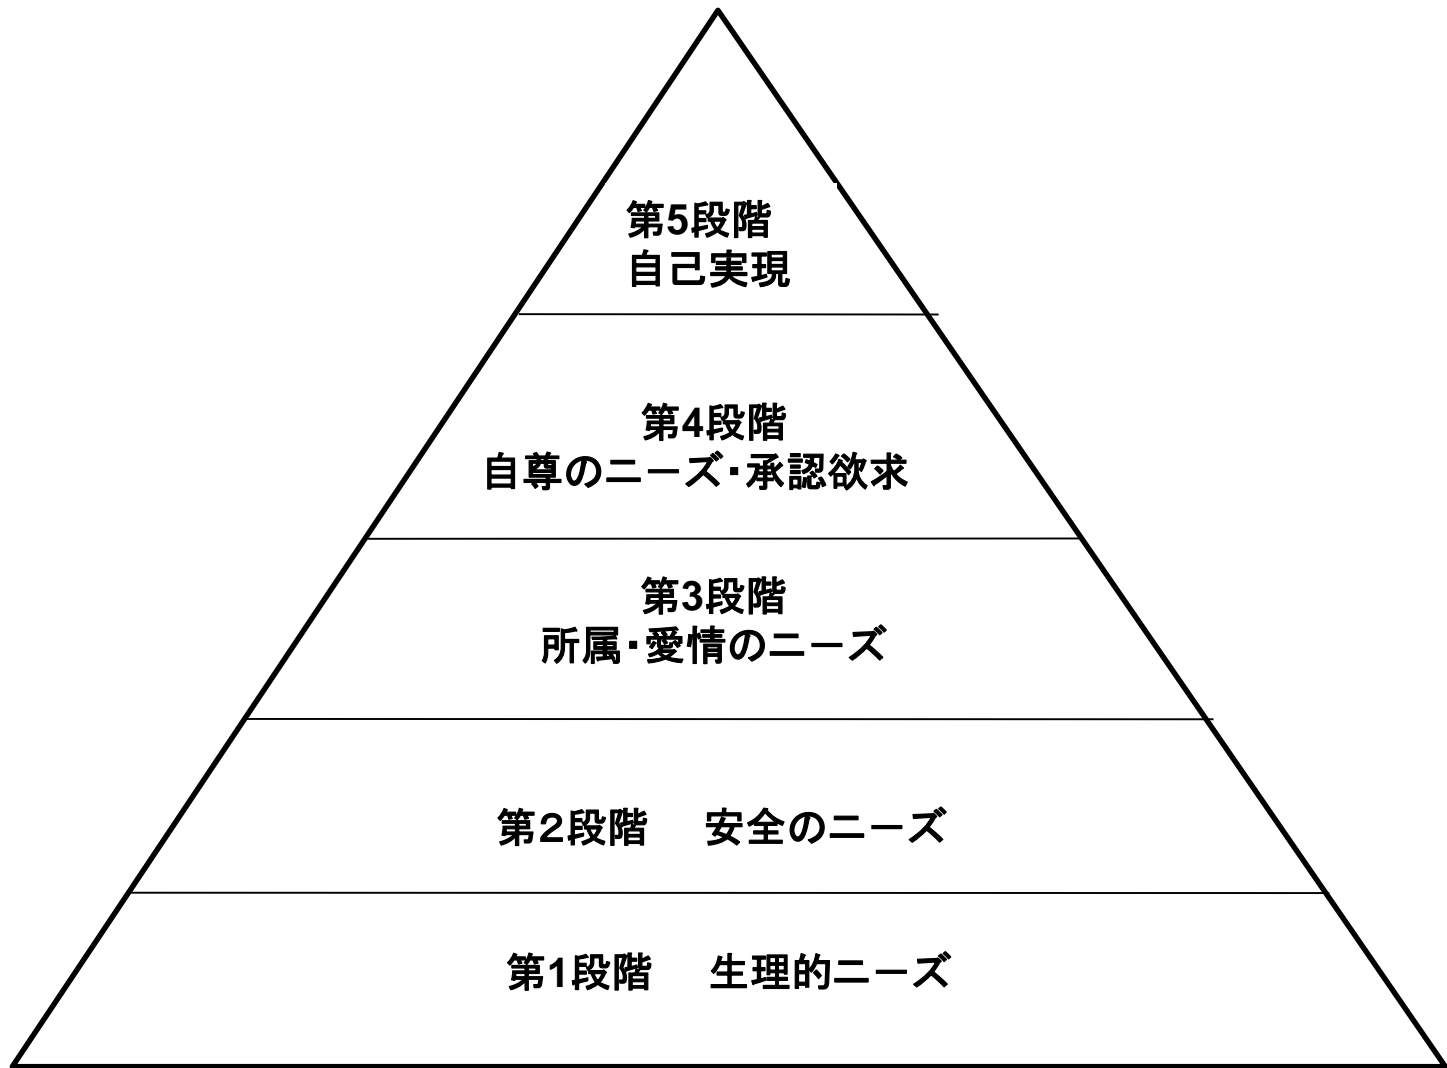 第5段階
自己実現
第4段階
自尊のニーズ・承認欲求
第3段階
所属・愛情のニーズ
第2段階　安全のニーズ
第1段階　生理的ニーズ